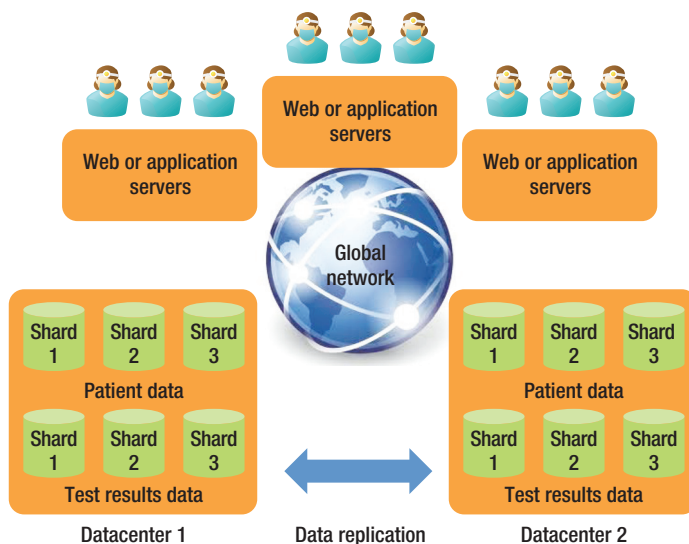 Web or application
servers
Web or application
servers
Web or application
servers
Global
network
Shard
1
Shard
2
Shard
3
Patient data
Shard
1
Shard
2
Shard
3
Test results data
Shard
1
Shard
2
Shard
3
Patient data
Shard
1
Shard
2
Shard
3
Test results data
Datacenter 1
Data replication
Datacenter 2